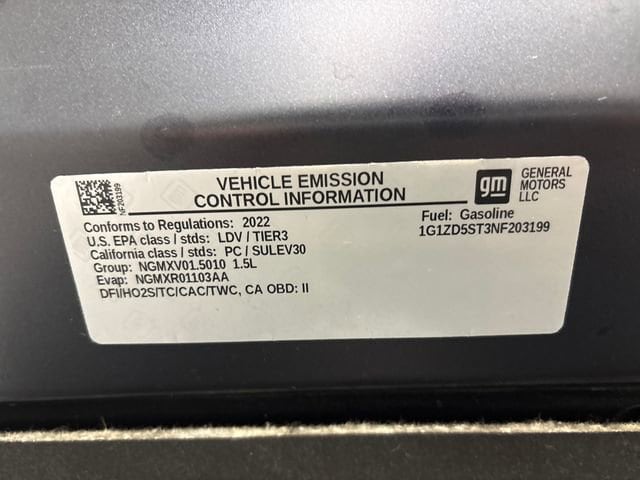 NF203199
VEHICLE EMISSION
CONTROL INFORMATION
gm
GENERAL
MOTORS
LLC
Conforms to Regulations: 2022
U.S. EPA class / stds: LDV / TIER3
California class / stds: PC / SULEV30
Group: NGMXV01.5010 1.5L
Evap: NGMXR01103AA
DFI/HO2S/TC/CAC/TWC, CA OBD: II
Fuel: Gasoline
1G1ZD5ST3NF203199